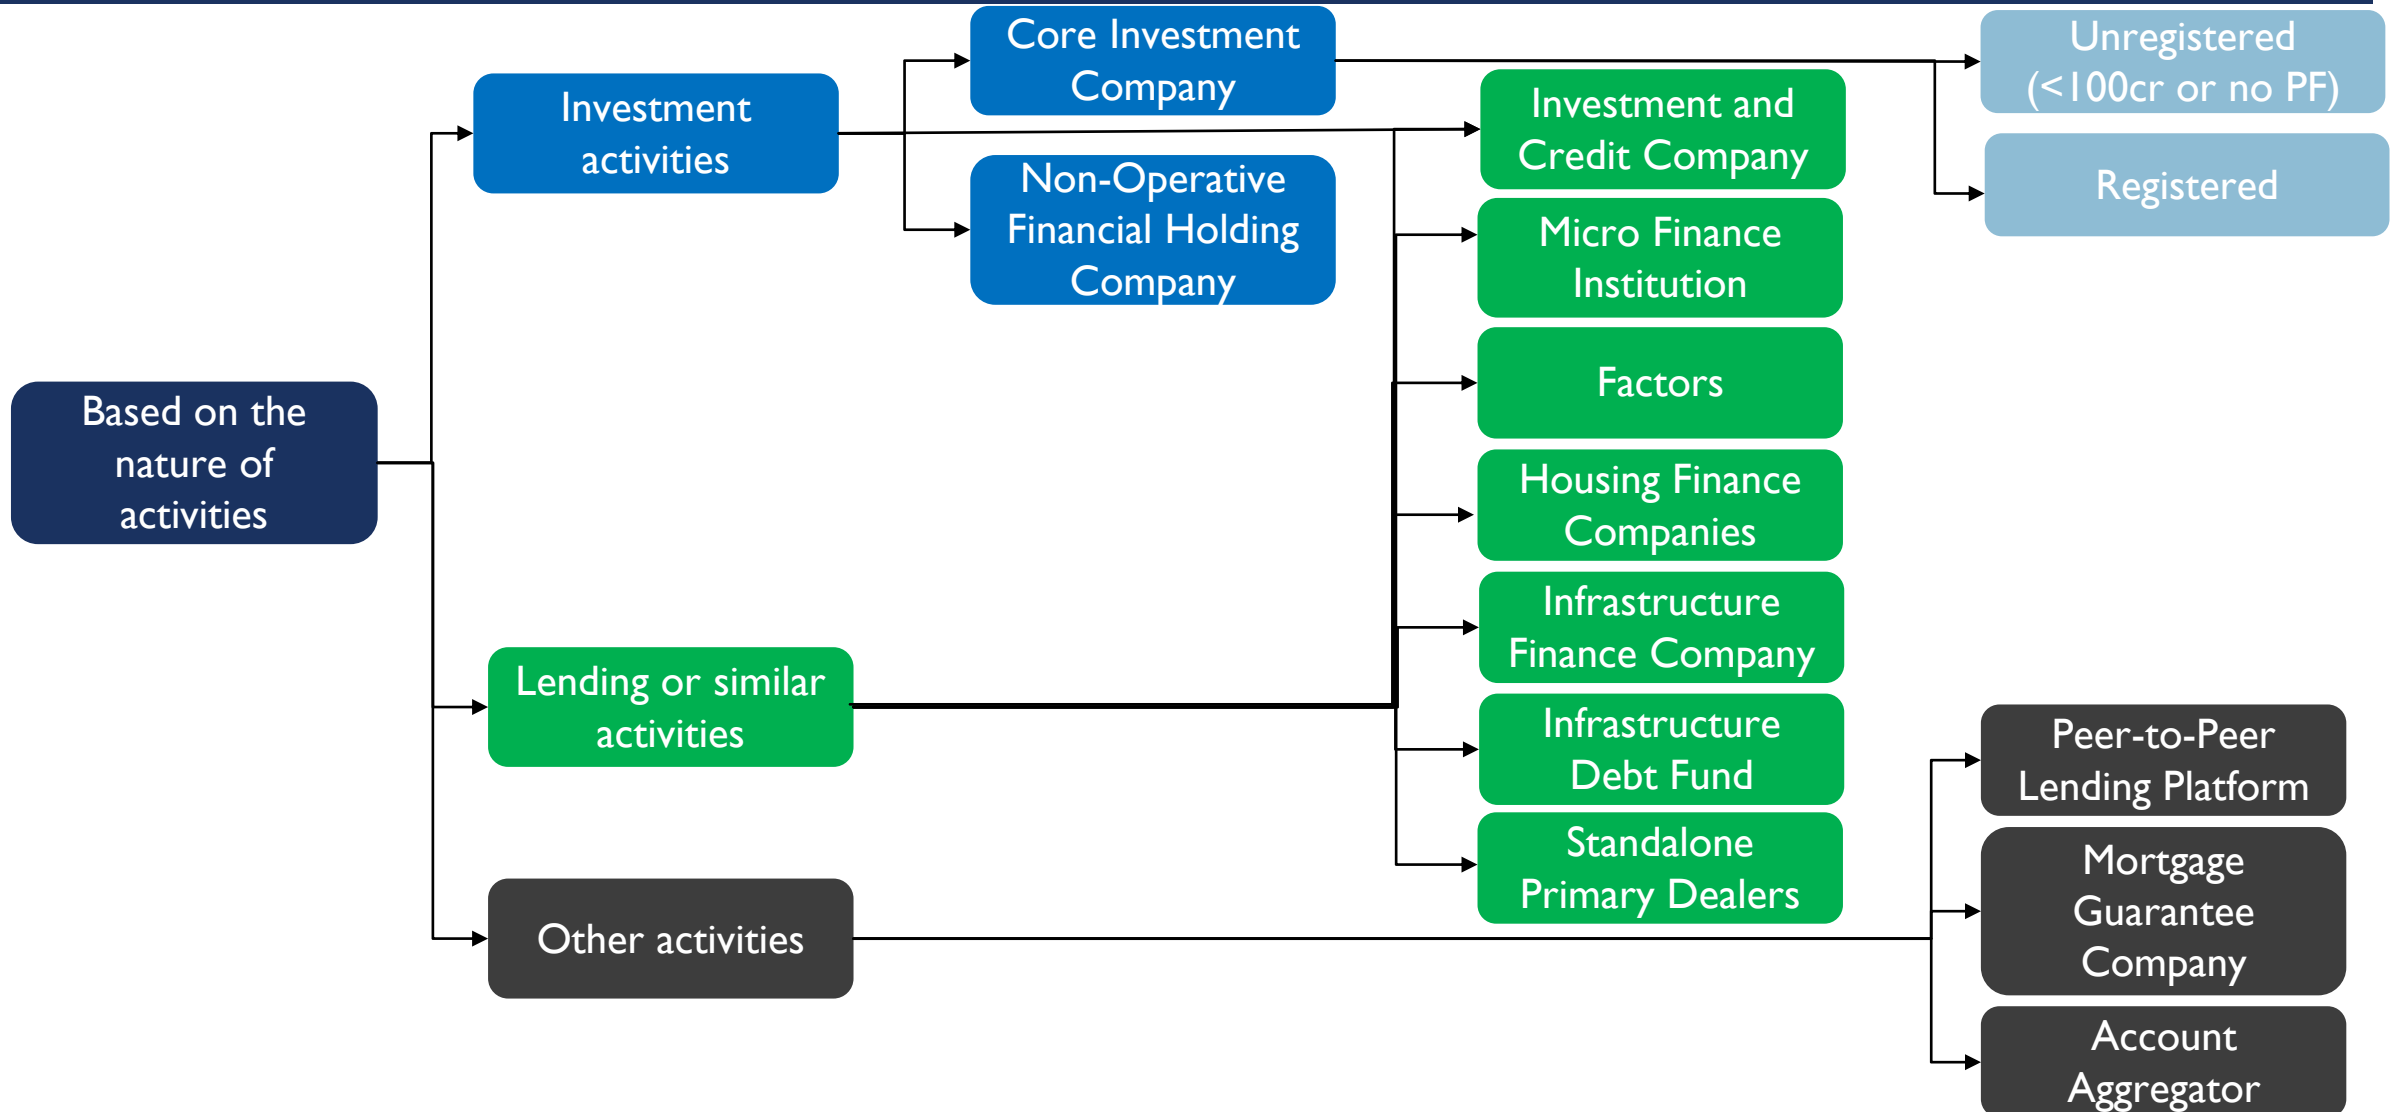 Based on the
nature of
activities
Investment
activities
Core Investment
Company
Non-Operative
Financial Holding
Company
Unregistered
(<100cr or no PF)
Registered
Lending or similar
activities
Investment and
Credit Company
Micro Finance
Institution
Factors
Housing Finance
Companies
Infrastructure
Finance Company
Infrastructure
Debt Fund
Standalone
Primary Dealers
Other activities
Peer-to-Peer
Lending Platform
Mortgage
Guarantee
Company
Account
Aggregator